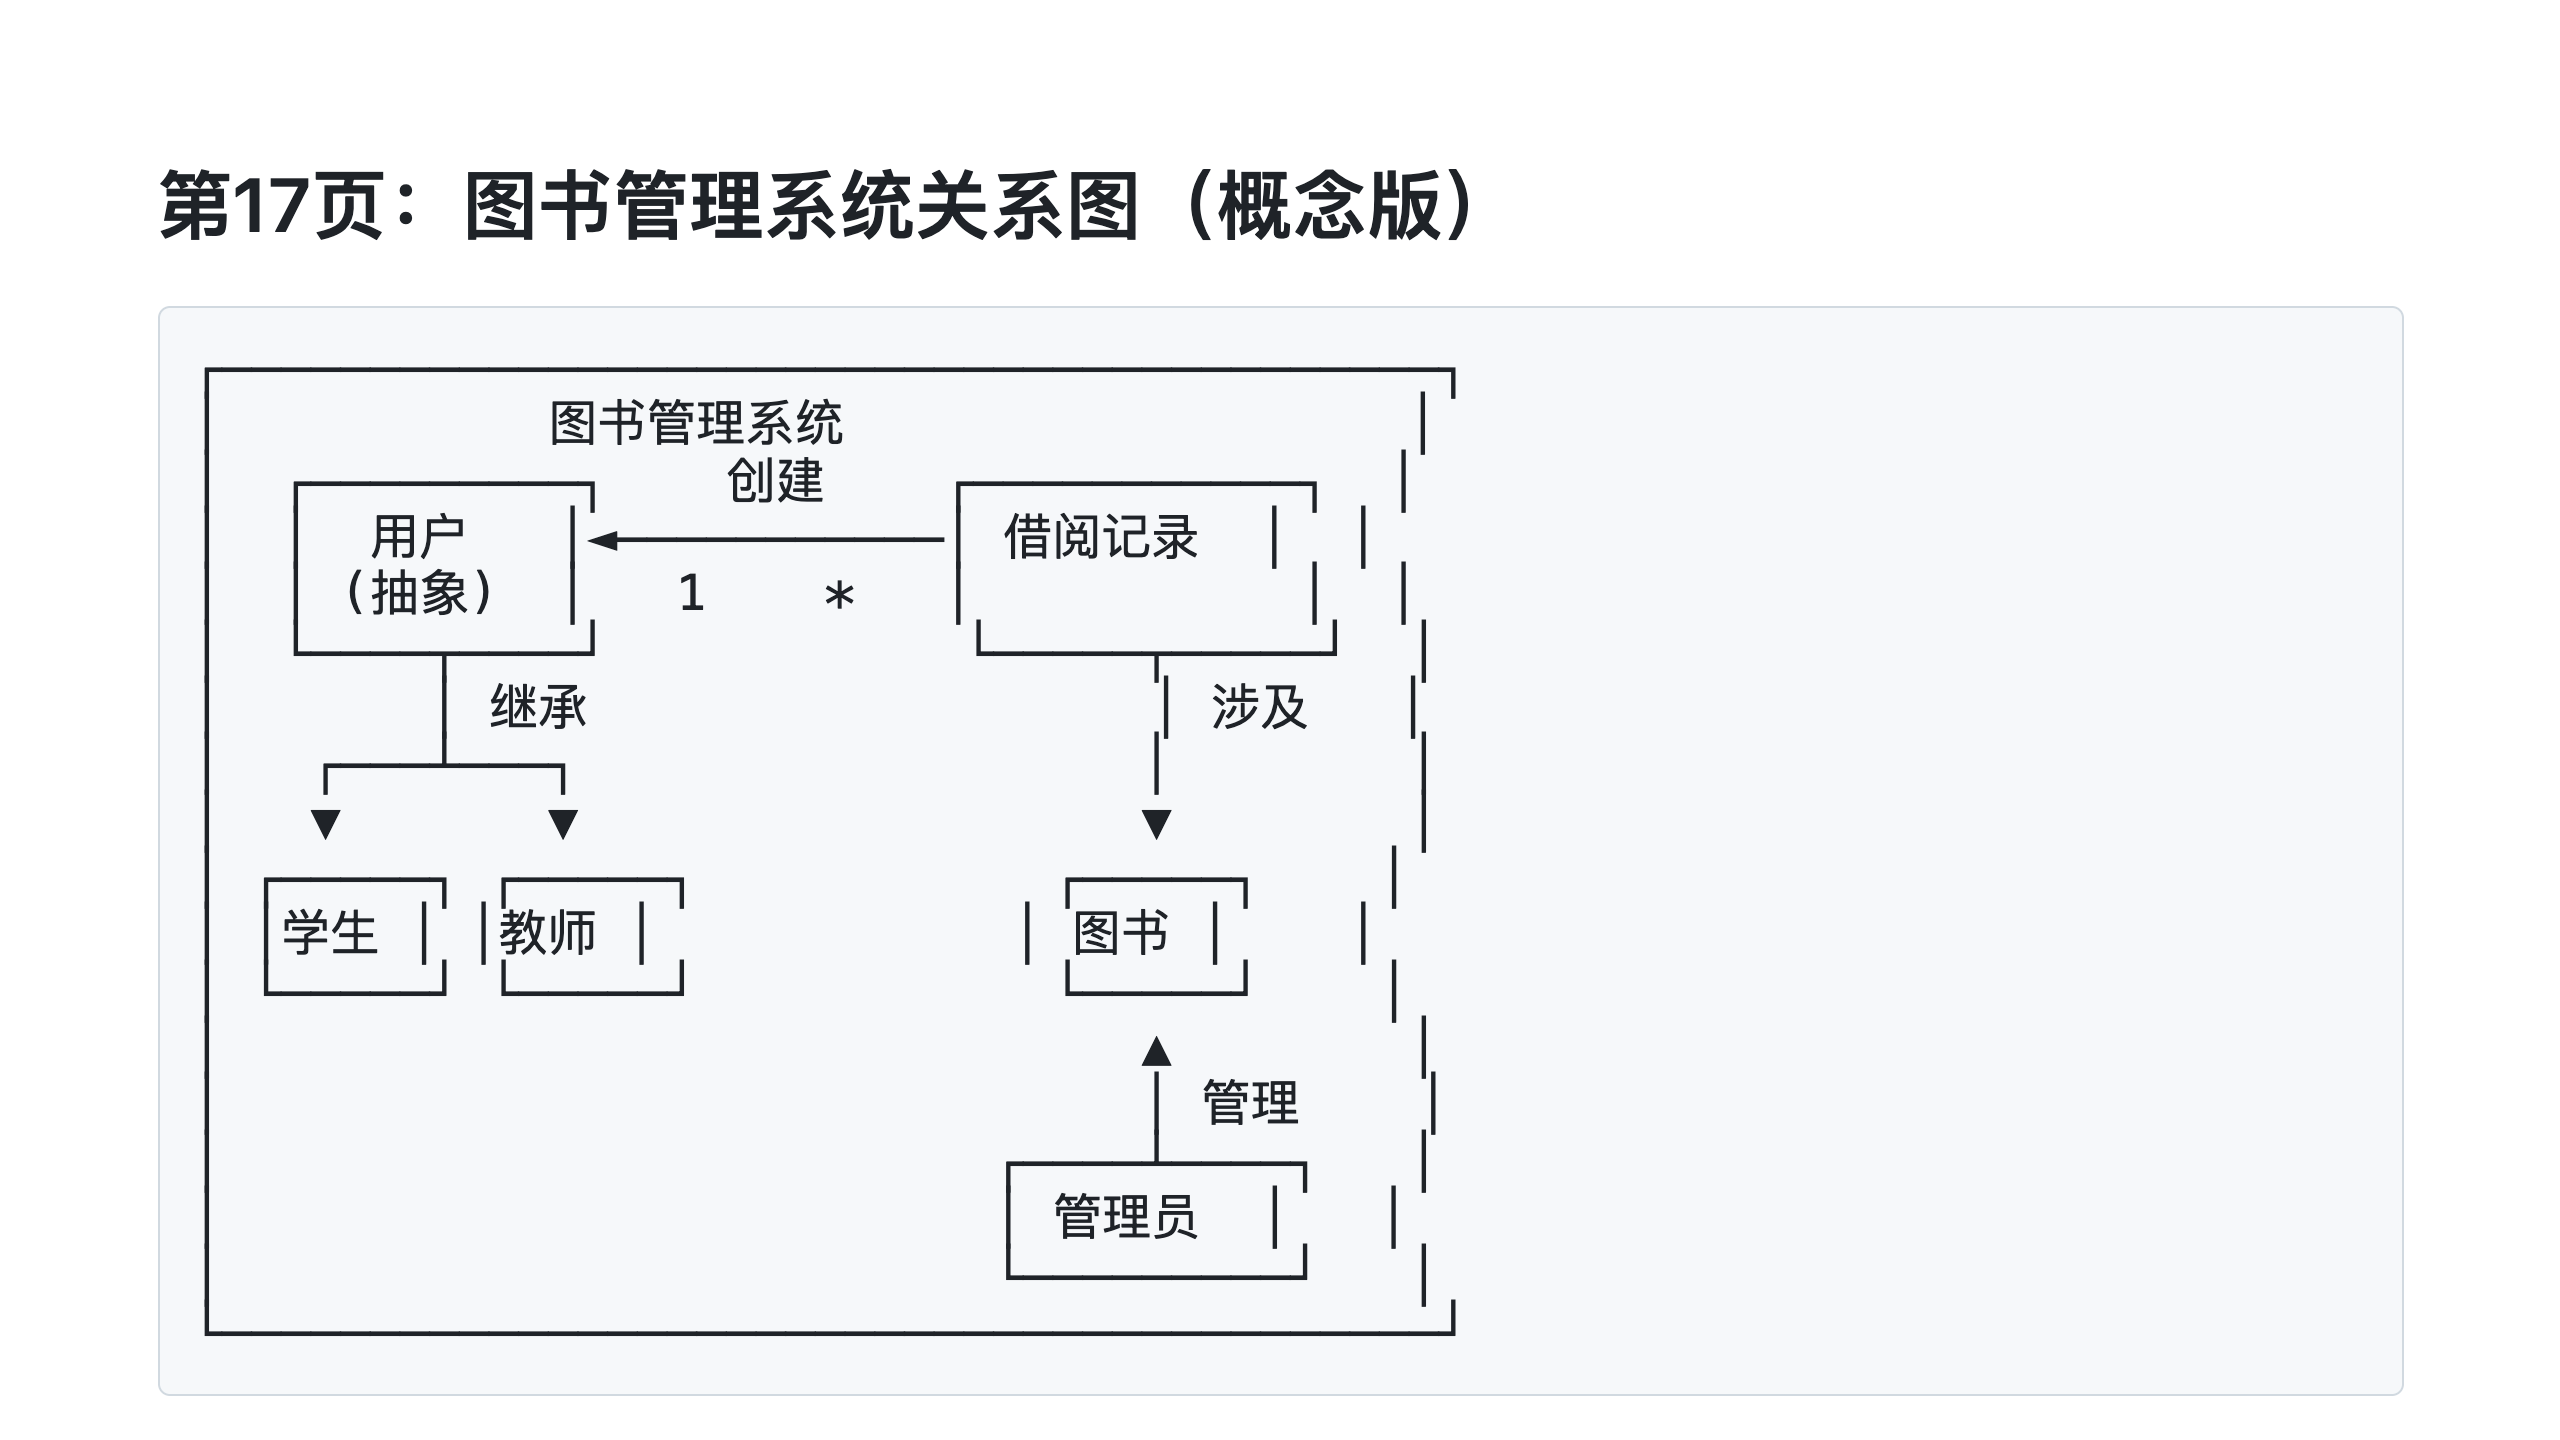 第17页：图书管理系统关系图（概念版）
图书管理系统
创建
用户
(抽象)
借阅记录
1 *
继承
涉及
学生
教师
图书
管理
管理员